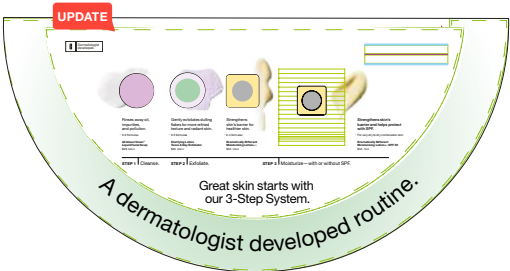 UPDATE
Dermatologist
developed
Rinses away oil,
impurities,
and pollution.
Gently exfoliates dulling
flakes for more refined
texture and radiant skin.
Strengthens
skin's barrier for
healthier skin.
Strengthens skin's
barrier and helps protect
with SPF.
STEP 1 Cleanse.
STEP 2 Exfoliate.
STEP 3 Moisturize—with or without SPF.
Great skin starts with
our 3-Step System.
A dermatologist developed routine.